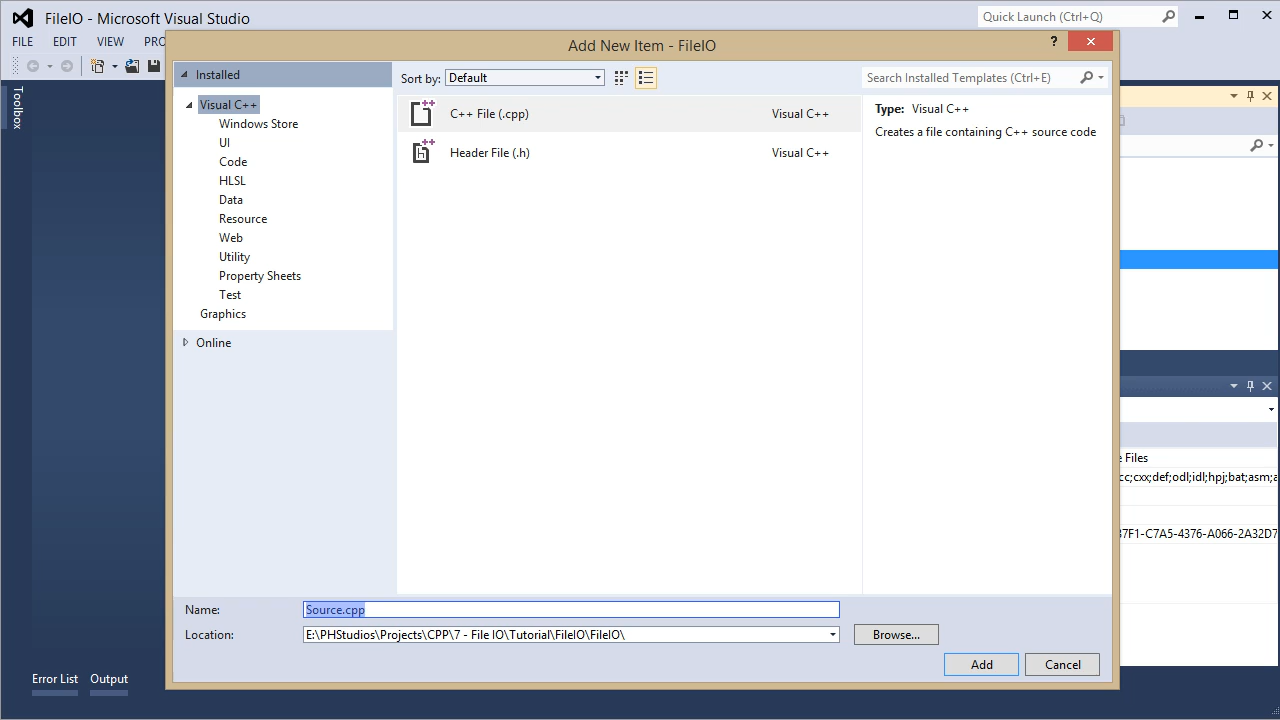 FileIO - Microsoft Visual Studio
Quick Launch (Ctrl+Q)
FILE EDIT VIEW PRO
Add New Item - FileIO
?
Toolbox
Installed
Sort by: Default
Search Installed Templates (Ctrl+E)
Visual C++
Windows Store
UI
Code
HLSL
Data
Resource
Web
Utility
Property Sheets
Test
Graphics
Online
C++ File (.cpp) Visual C++
Header File (.h) Visual C++
Type: Visual C++
Creates a file containing C++ source code
e Files
cc;cxx;def;odl;idl;hpj;bat;asm;a
37F1-C7A5-4376-A066-2A32D7
Name: Source.cpp
Location: E:\PHStudios\Projects\CPP\7 - File IO\Tutorial\FileIO\FileIO\
Browse...
Add Cancel
Error List Output